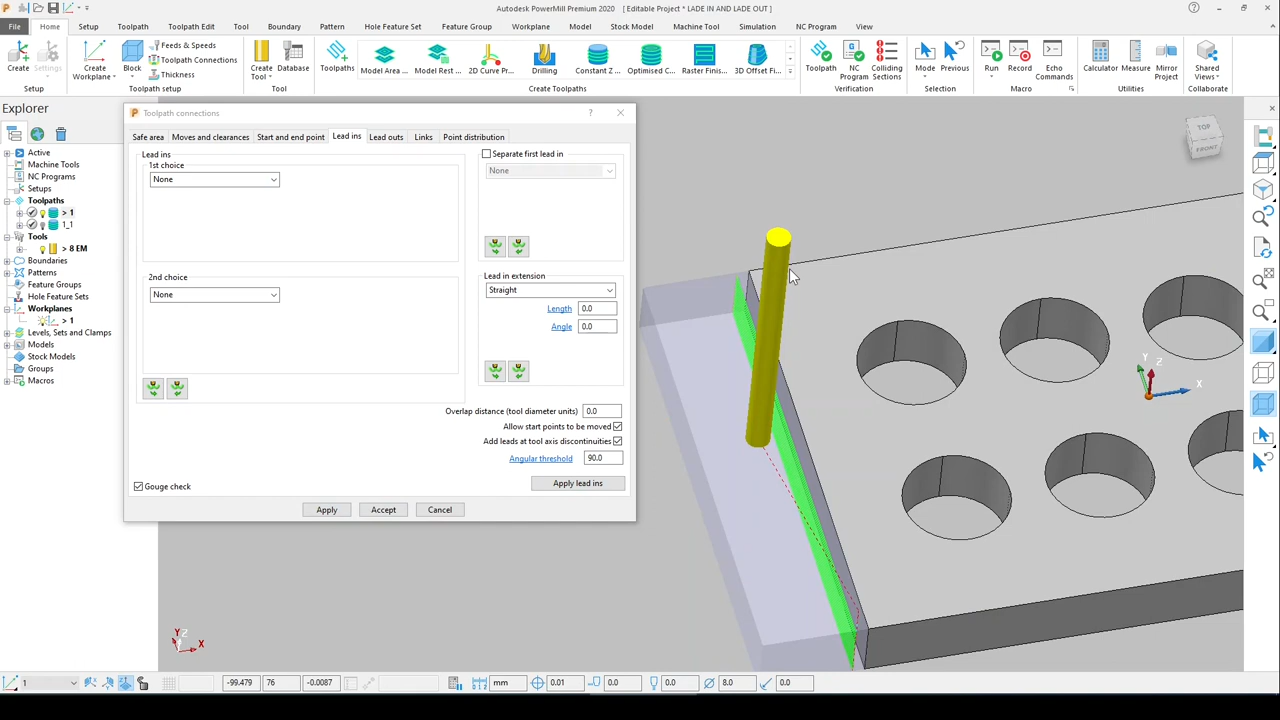 Autodesk PowerMill Premium 2020 [ Editable Project * LADE IN AND LADE OUT ]
File Home Setup Toolpath Toolpath Edit Tool Boundary Pattern Hole Feature Set Feature Group Workplane Model Stock Model Machine Tool Simulation NC Program View
Feeds & Speeds
Toolpath Connections
Thickness
Create Settings Create Workplane Block Create Tool Database Toolpaths Model Area ... Model Rest ... 2D Curve Pr... Drilling Constant Z ... Optimised C... Raster Finis... 3D Offset Fi... Toolpath NC Program Colliding Sections Mode Previous Run Record Echo Commands Calculator Measure Mirror Project Shared Views
Setup Toolpath setup Tool Create Toolpaths Verification Selection Macro Utilities Collaborate
Explorer
Active
Machine Tools
NC Programs
Setups
Toolpaths
> 1
1_1
Tools
> 8 EM
Boundaries
Patterns
Feature Groups
Hole Feature Sets
Workplanes
> 1
Levels, Sets and Clamps
Models
Stock Models
Groups
Macros
Toolpath connections
Safe area Moves and clearances Start and end point Lead ins Lead outs Links Point distribution
Lead ins
1st choice
None
2nd choice
None
Separate first lead in
None
Lead in extension
Straight
Length 0.0
Angle 0.0
Overlap distance (tool diameter units) 0.0
Allow start points to be moved
Add leads at tool axis discontinuities
Angular threshold 90.0
Gouge check
Apply lead ins
Apply Accept Cancel
TOP
FRONT
Y Z X
Y Z X
1 -99.479 76 -0.0087 mm 0.01 0.0 0.0 8.0 0.0